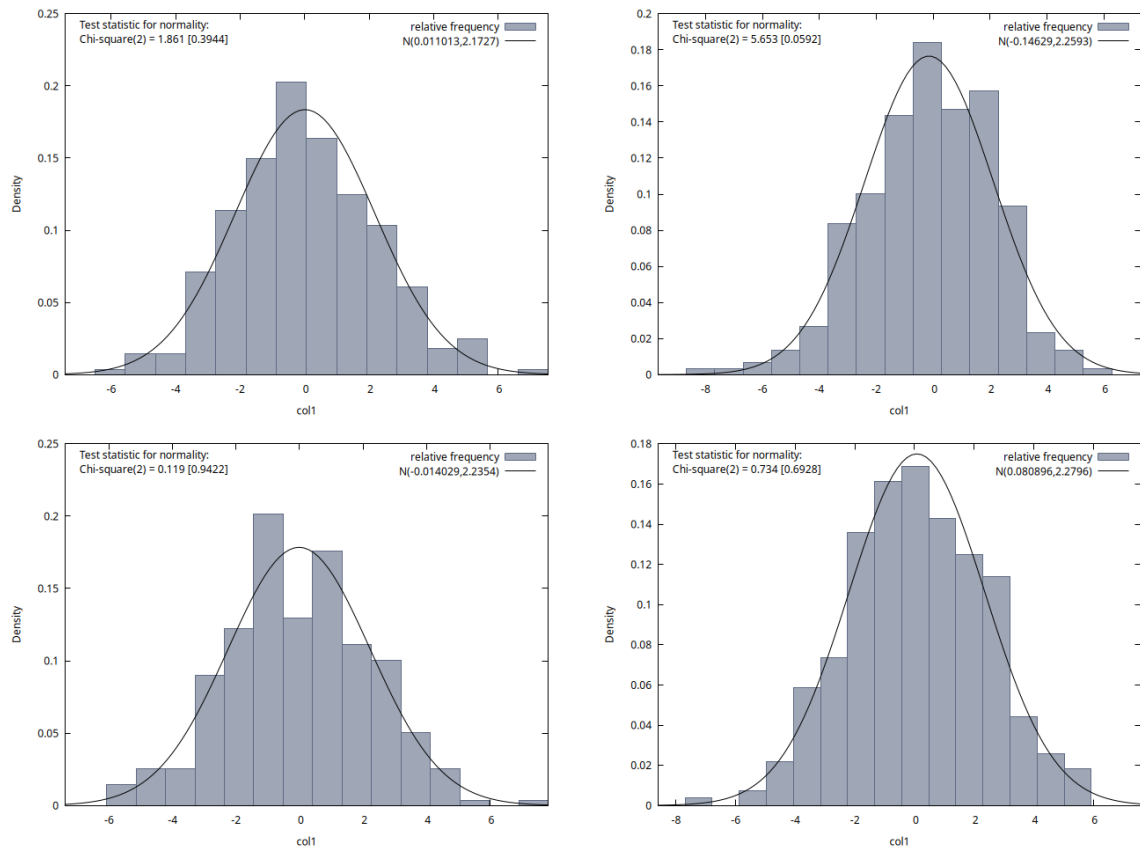 Test statistic for normality:
Chi-square(2) = 1.861 [0.3944]
relative frequency
N(0.011013,2.1727)
0.25
0.2
0.15
0.1
0.05
0
Density
-6 -4 -2 0 2 4 6
col1
Test statistic for normality:
Chi-square(2) = 5.653 [0.0592]
relative frequency
N(-0.14629,2.2593)
0.2
0.18
0.16
0.14
0.12
0.1
0.08
0.06
0.04
0.02
0
Density
-8 -6 -4 -2 0 2 4 6
col1
Test statistic for normality:
Chi-square(2) = 0.119 [0.9422]
relative frequency
N(-0.014029,2.2354)
0.25
0.2
0.15
0.1
0.05
0
Density
-6 -4 -2 0 2 4 6
col1
Test statistic for normality:
Chi-square(2) = 0.734 [0.6928]
relative frequency
N(0.080896,2.2796)
0.18
0.16
0.14
0.12
0.1
0.08
0.06
0.04
0.02
0
Density
-8 -6 -4 -2 0 2 4 6
col1